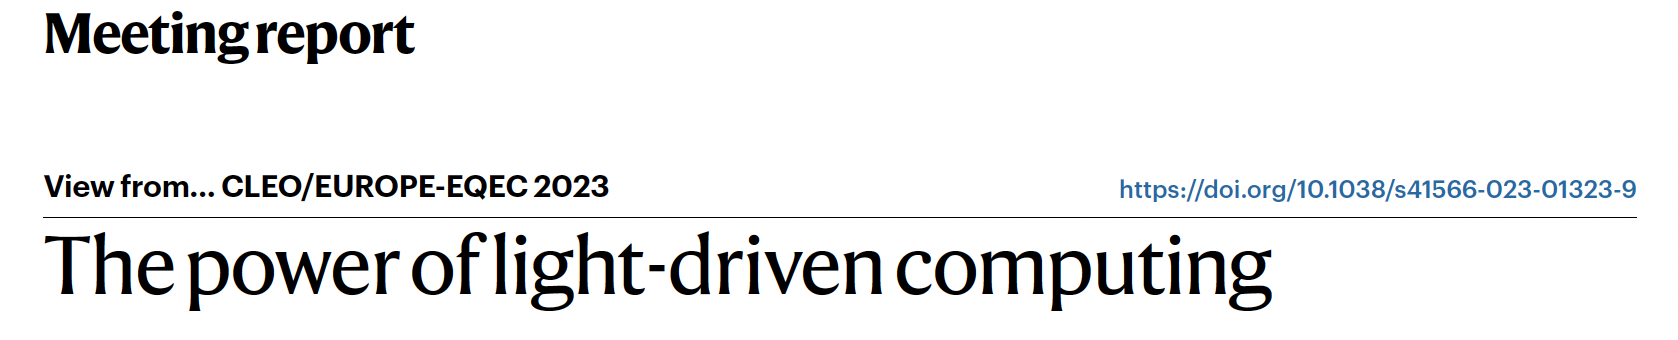 Meeting report
View from... CLEO/EUROPE-EQEC 2023 https://doi.org/10.1038/s41566-023-01323-9
The power of light-driven computing